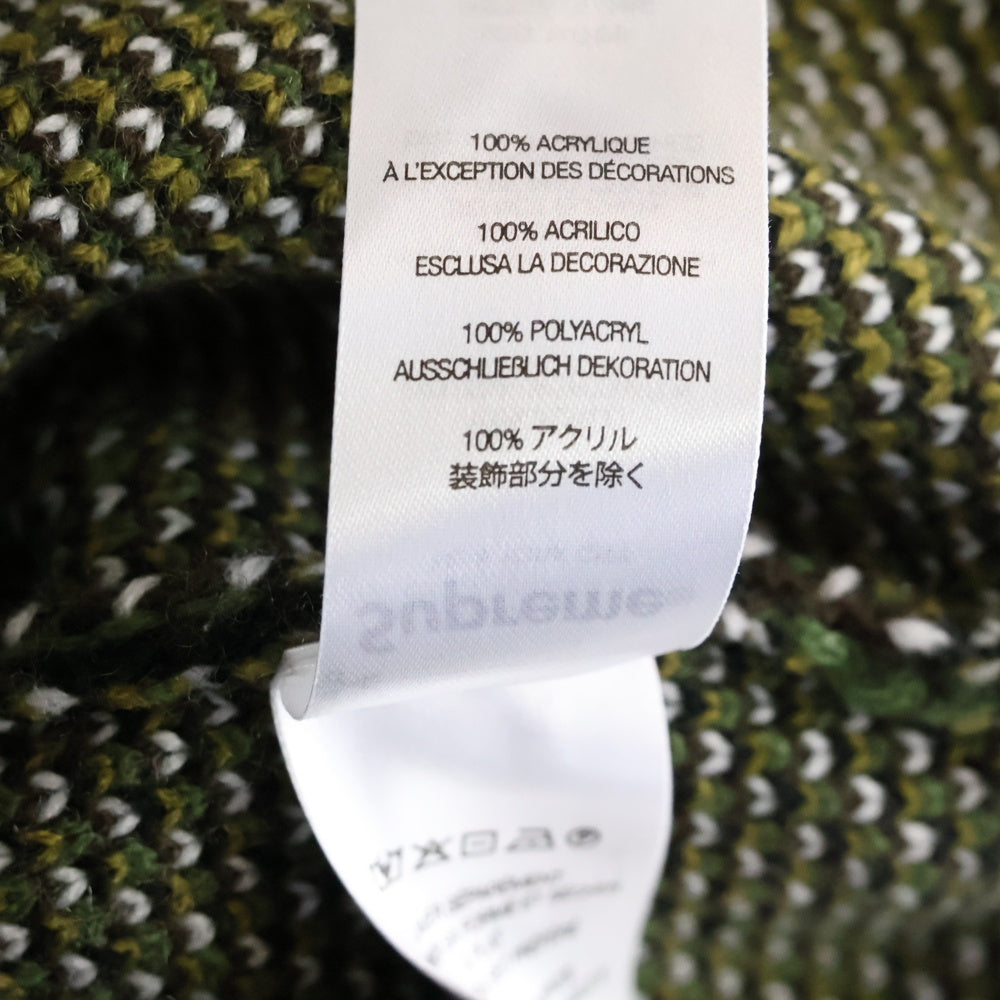 100% ACRYLIQUE
À L'EXCEPTION DES DÉCORATIONS
100% ACRILICO
ESCLUSA LA DECORAZIONE
100% POLYACRYL
AUSSCHLIEßLICH DEKORATION
100% アクリル
装飾部分を除く
Supreme